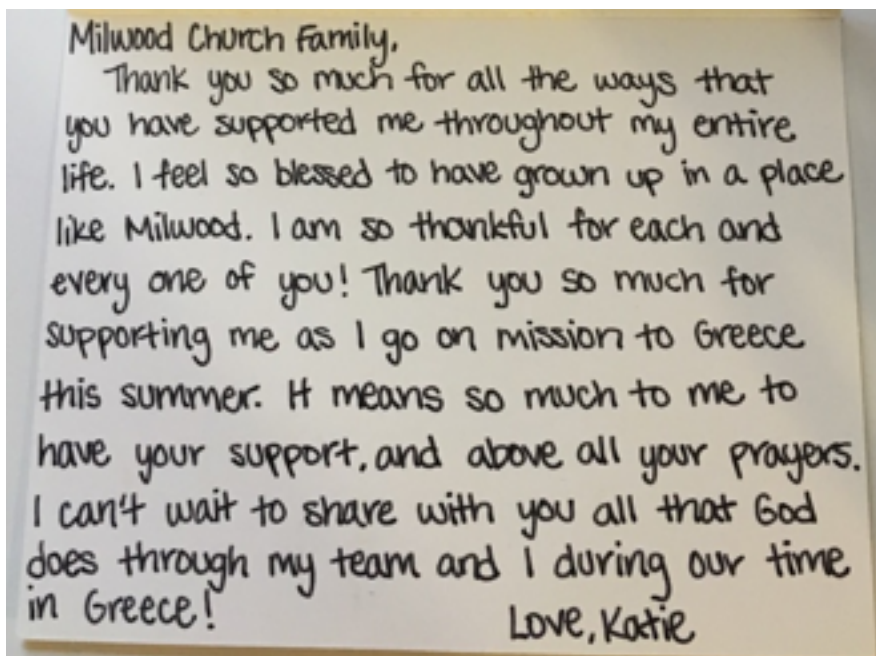 Milwood Church Family,
Thank you so much for all the ways that
you have supported me throughout my entire
life. I feel so blessed to have grown up in a place
like Milwood. I am so thankful for each and
every one of you! Thank you so much for
supporting me as I go on mission to Greece
this summer. It means so much to me to
have your support, and above all your prayers.
I can't wait to share with you all that God
does through my team and I during our time
in Greece!
Love, Katie